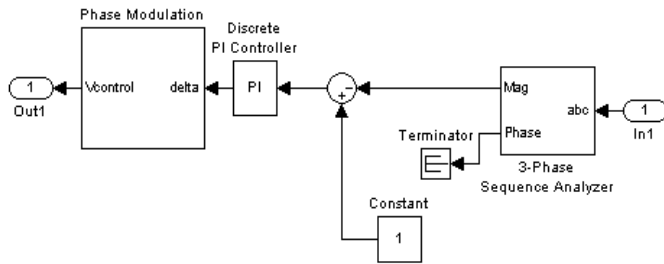 Phase Modulation
Discrete
PI Controller
1
Out1
Vcontrol
delta
PI
Mag
Phase
abc
1
In1
3-Phase
Sequence Analyzer
Terminator
Constant
1